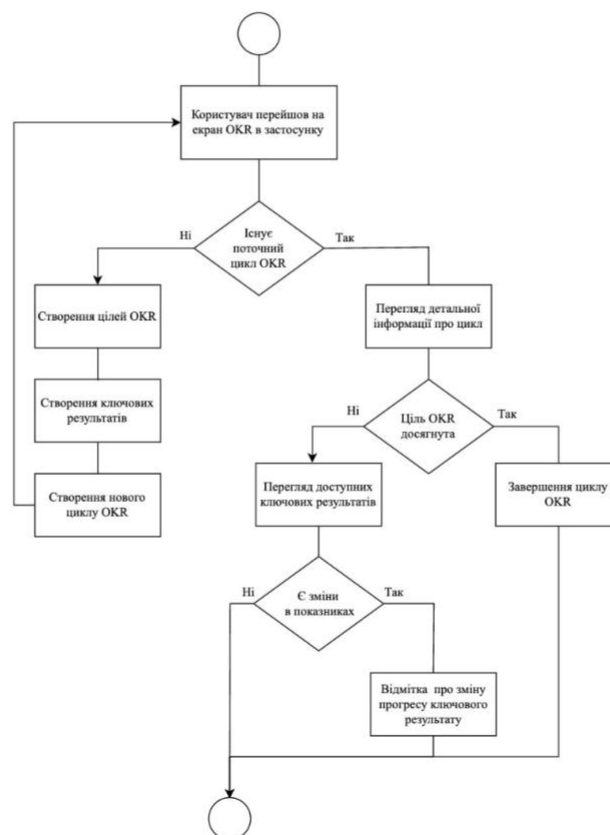 Користувач перейшов на
екран OKR в застосунку
Існує
поточний
цикл OKR
Ні
Так
Створення цілей OKR
Перегляд детальної
інформації про цикл
Створення ключових
результатів
Ціль OKR
досягнута
Ні
Так
Створення нового
циклу OKR
Перегляд доступних
ключових результатів
Завершення циклу
OKR
Є зміни
в показниках
Ні
Так
Відмітка про зміну
прогресу ключового
результату